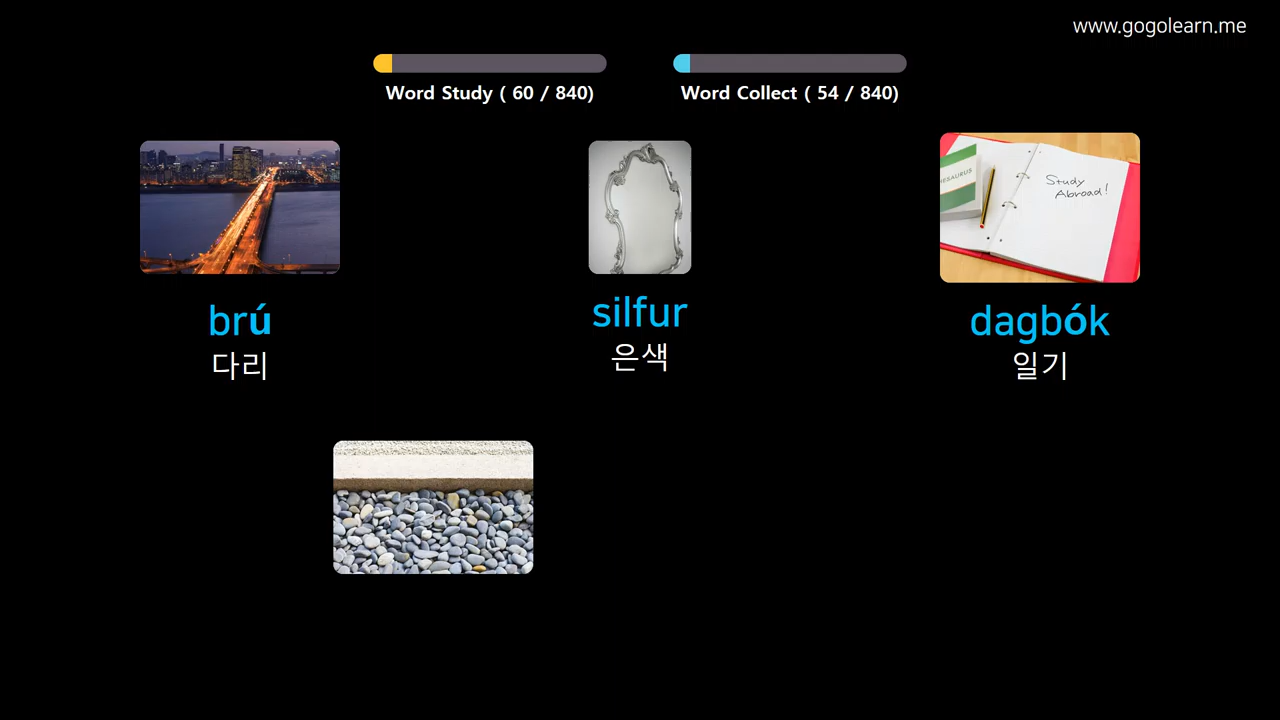 www.gogolearn.me
Word Study ( 60 / 840)
Word Collect ( 54 / 840)
THESAURUS
Study
Abroad!
brú
다리
silfur
은색
dagbók
일기